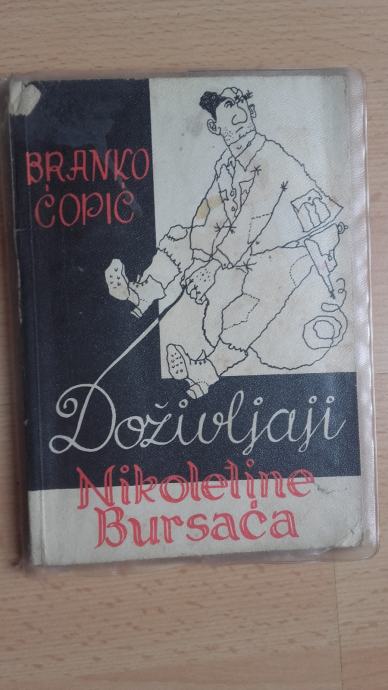 BRANKO
ĆOPIĆ
Doživljaji
Nikoletine
Bursaća